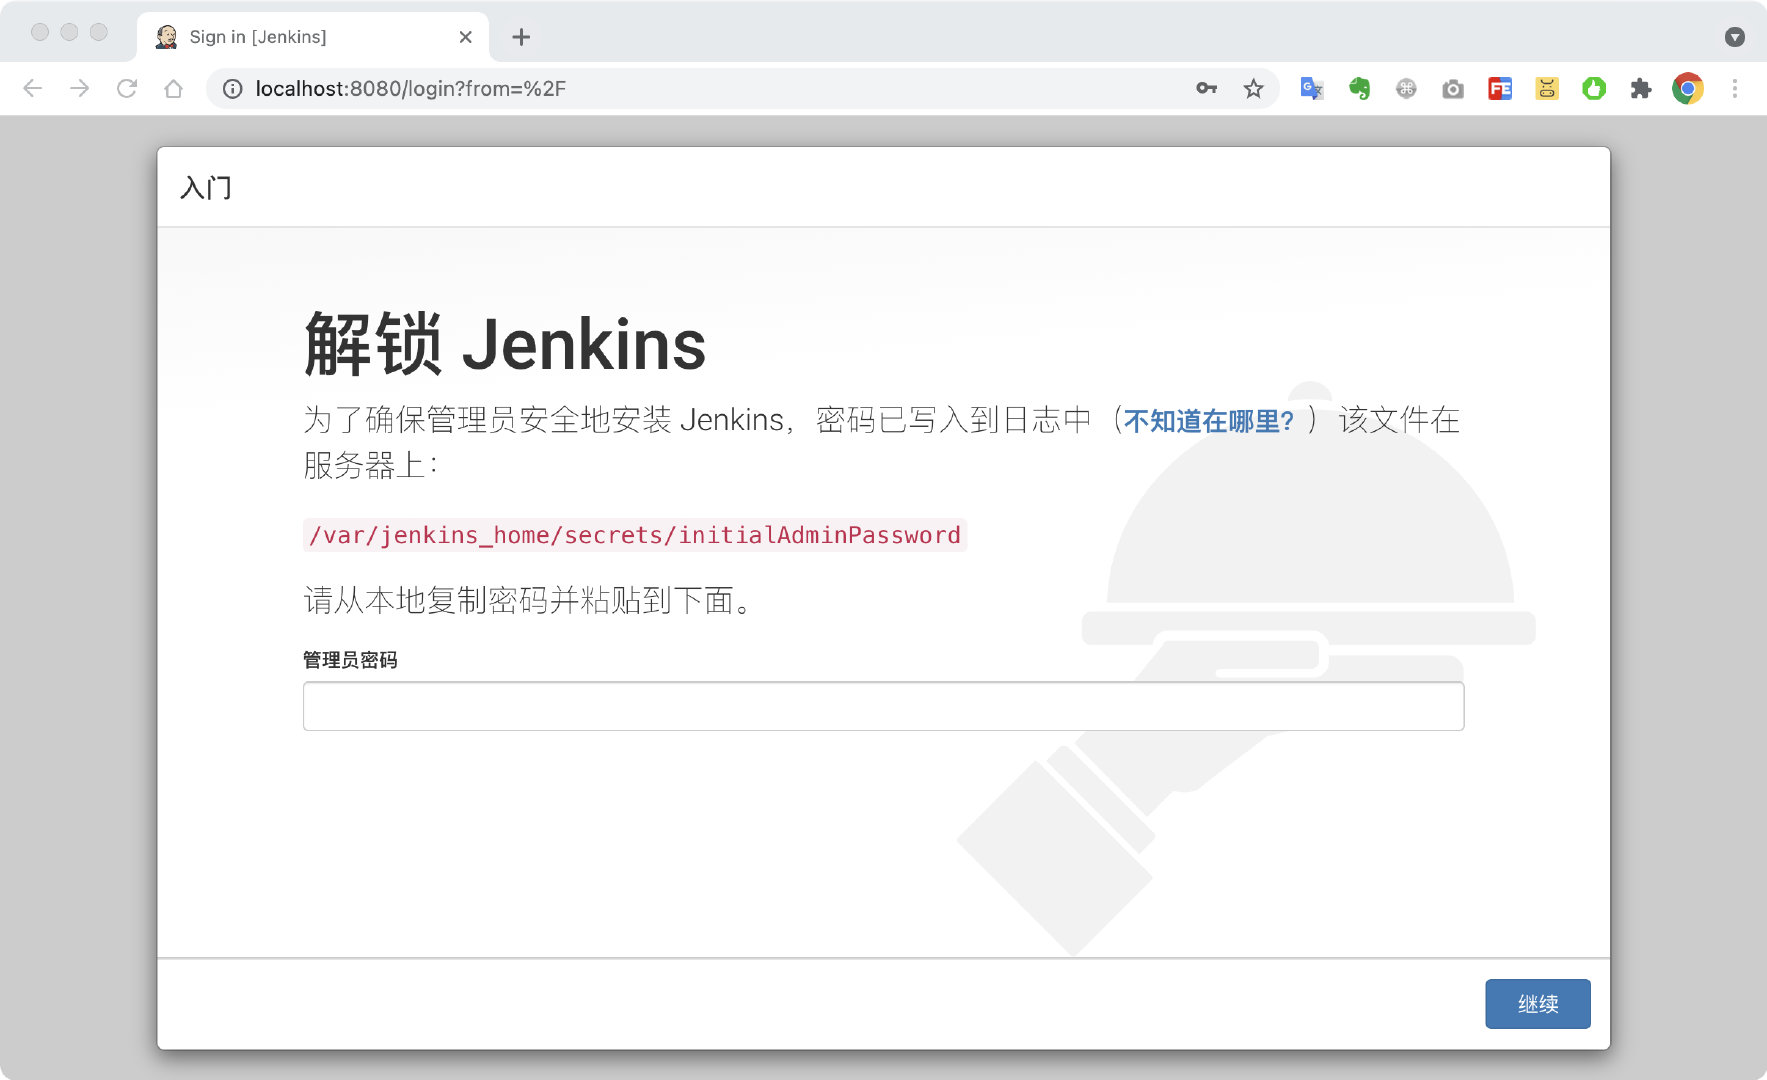 Sign in [Jenkins]
localhost:8080/login?from=%2F
入门
解锁 Jenkins
为了确保管理员安全地安装 Jenkins，密码已写入到日志中（不知道在哪里?）该文件在
服务器上：
/var/jenkins_home/secrets/initialAdminPassword
请从本地复制密码并粘贴到下面。
管理员密码
继续